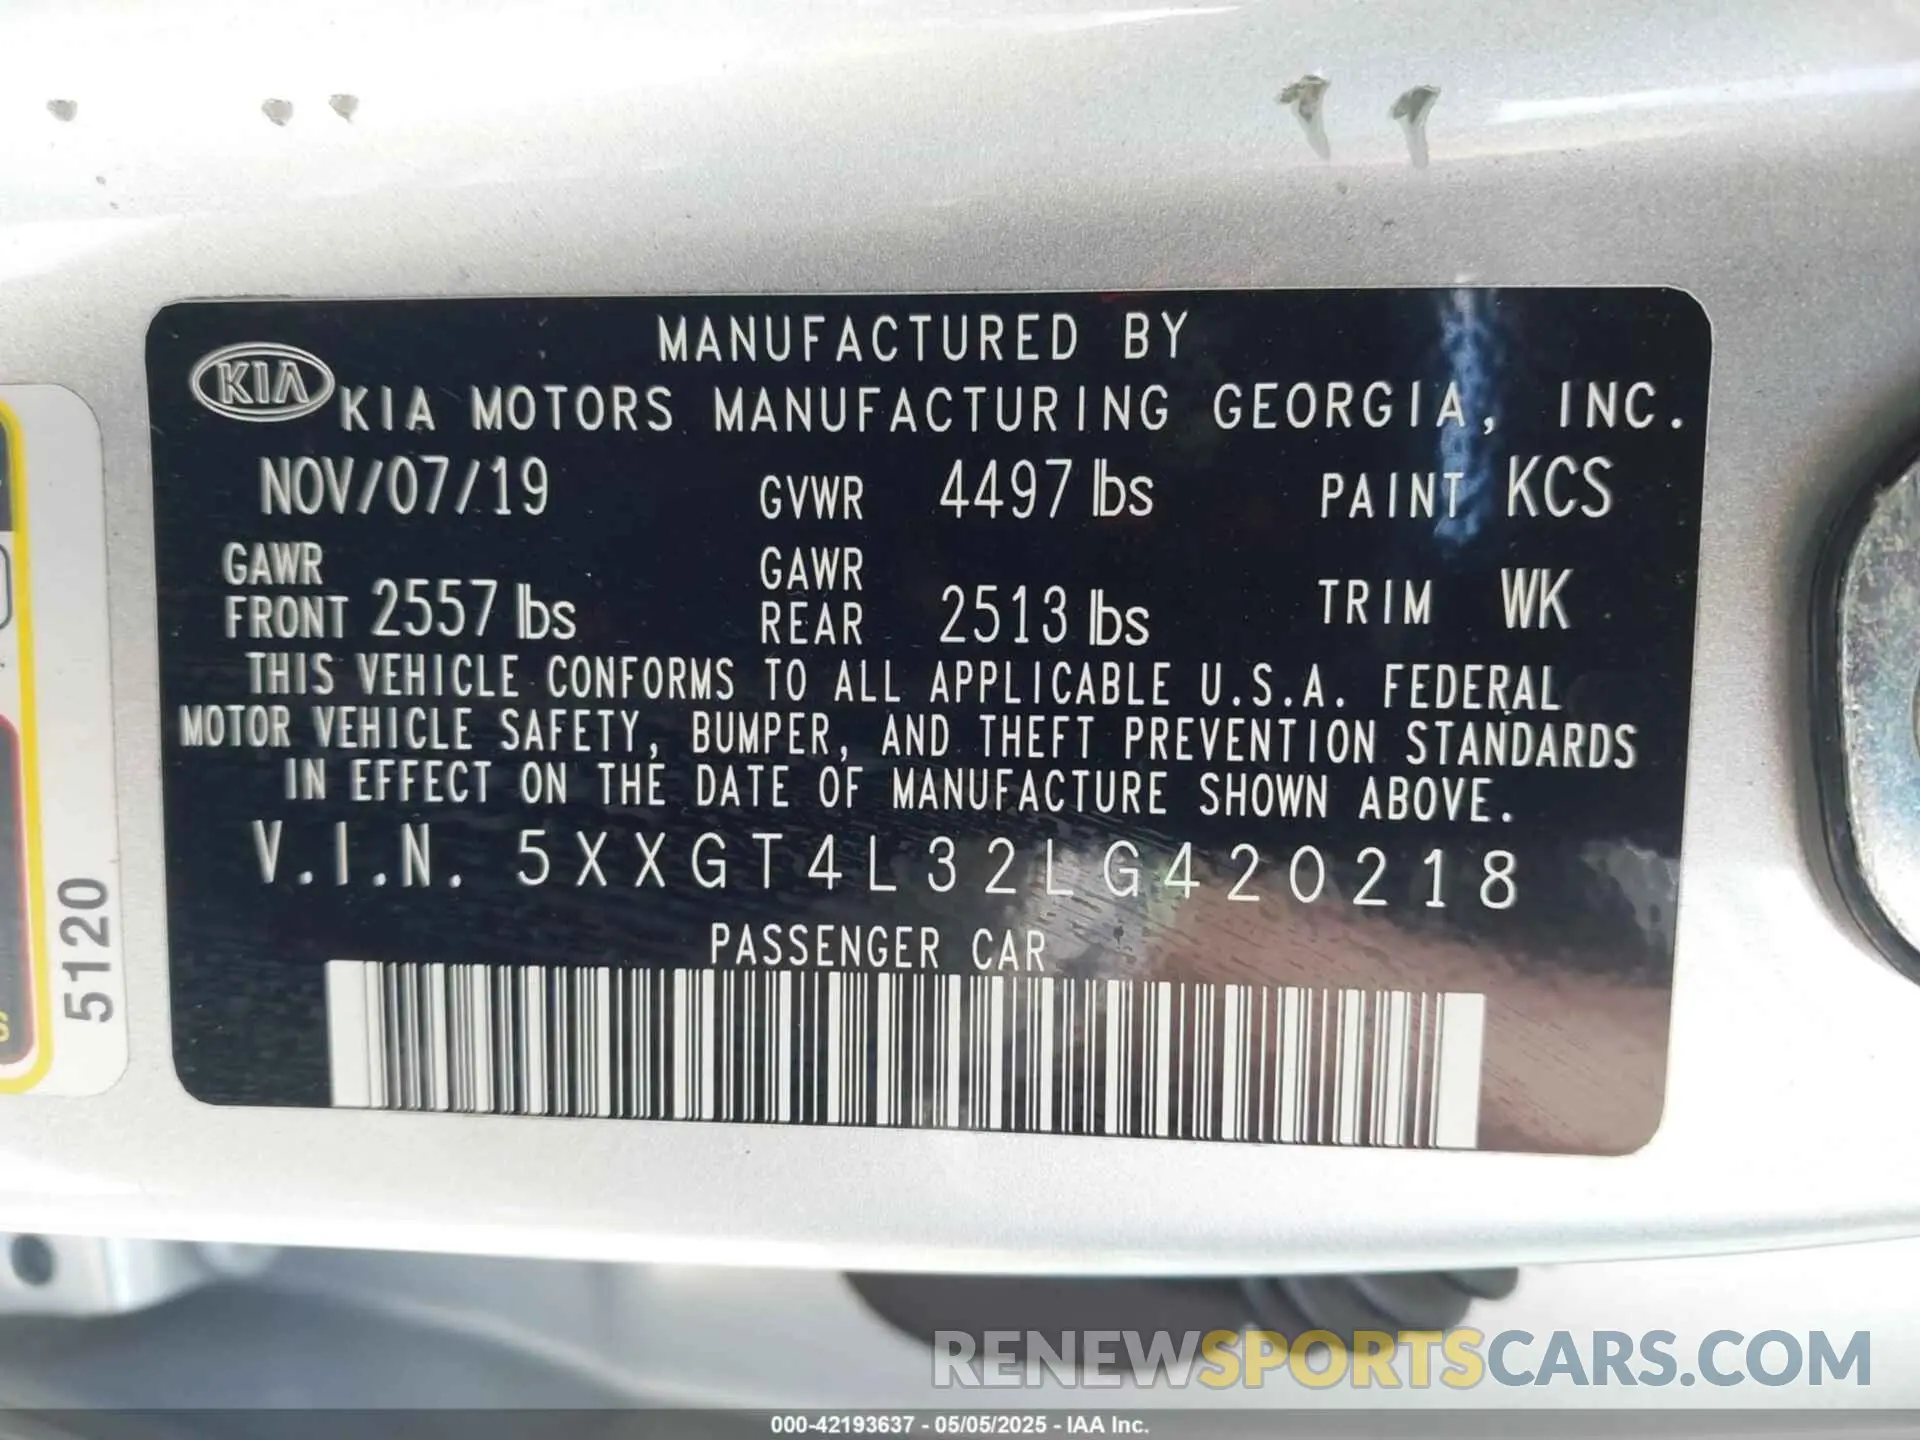 MANUFACTURED BY
KIA KIA MOTORS MANUFACTURING GEORGIA, INC.
NOV/07/19 GVWR 4497 lbs PAINT KCS
GAWR FRONT 2557 lbs GAWR REAR 2513 lbs TRIM WK
THIS VEHICLE CONFORMS TO ALL APPLICABLE U.S.A. FEDERAL
MOTOR VEHICLE SAFETY, BUMPER, AND THEFT PREVENTION STANDARDS
IN EFFECT ON THE DATE OF MANUFACTURE SHOWN ABOVE.
V.I.N. 5XXGT4L32LG420218
PASSENGER CAR
5120
RENEWSPORTSCARS.COM
000-42193637 - 05/05/2025 - IAA Inc.